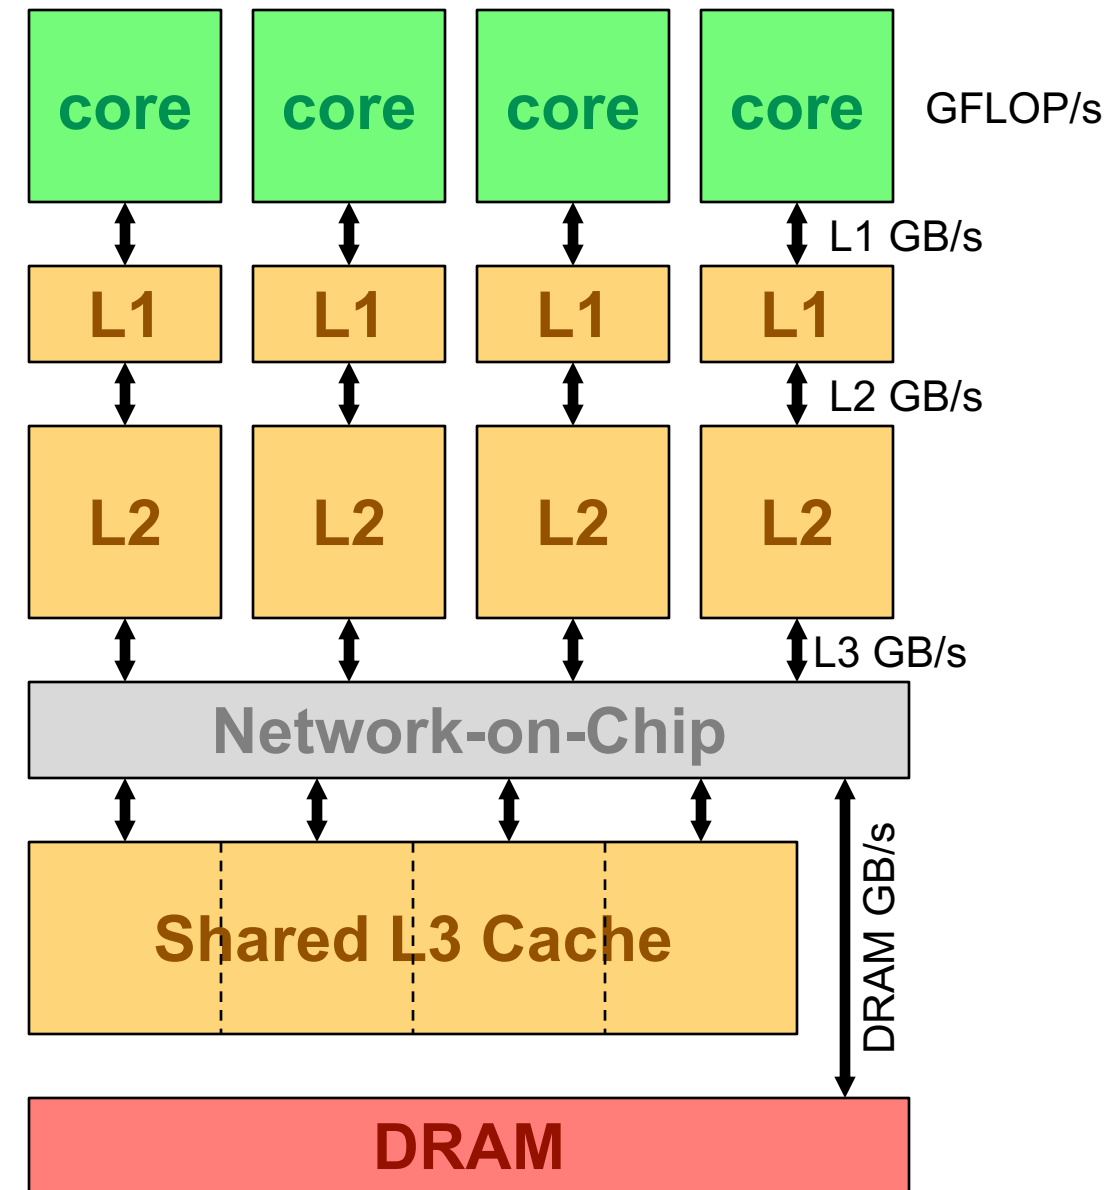 core core core core GFLOP/s
L1 GB/s
L1 L1 L1 L1
L2 GB/s
L2 L2 L2 L2
L3 GB/s
Network-on-Chip
DRAM GB/s
Shared L3 Cache
DRAM